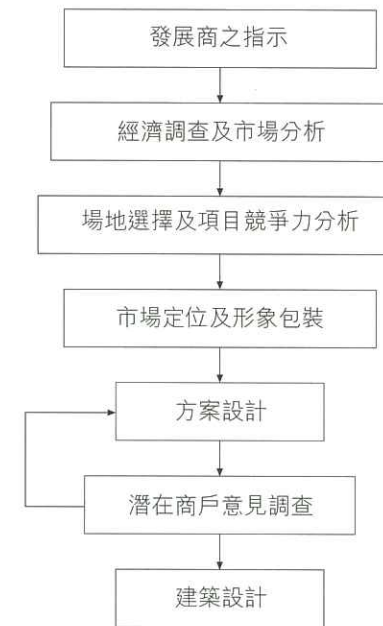 發展商之指示
經濟調查及市場分析
場地選擇及項目競爭力分析
市場定位及形象包裝
方案設計
潛在商戶意見調查
建築設計